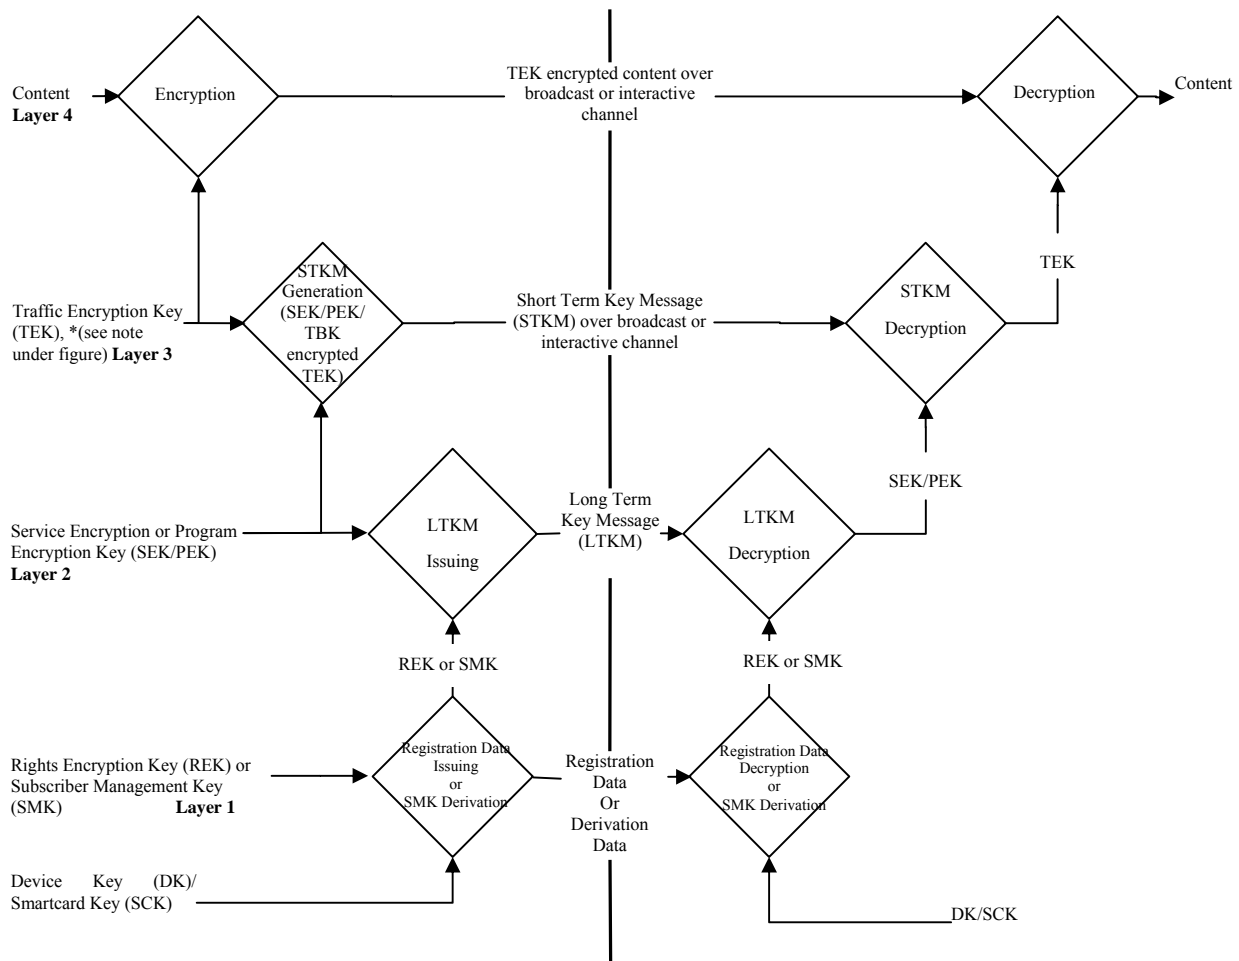 Content
Layer 4
Encryption
TEK encrypted content over
broadcast or interactive
channel
Decryption
Content
TEK
Traffic Encryption Key
(TEK), *(see note
under figure) Layer 3
STKM
Generation
(SEK/PEK/
TBK
encrypted
TEK)
Short Term Key Message
(STKM) over broadcast or
interactive channel
STKM
Decryption
SEK/PEK
Service Encryption or Program
Encryption Key (SEK/PEK)
Layer 2
LTKM
Issuing
Long Term
Key Message
(LTKM)
LTKM
Decryption
REK or SMK
REK or SMK
Rights Encryption Key (REK) or
Subscriber Management Key
(SMK) Layer 1
Registration Data
Issuing
or
SMK Derivation
Registration
Data
Or
Derivation
Data
Registration Data
Decryption
or
SMK Derivation
Device Key (DK)/
Smartcard Key (SCK)
DK/SCK